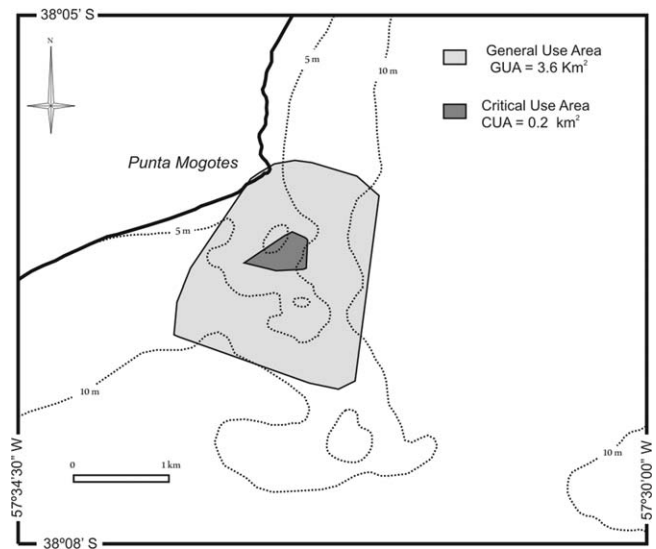 38º05' S
N
5 m
10 m
General Use Area
GUA = 3.6 Km²
Critical Use Area
CUA = 0.2 km²
Punta Mogotes
5 m
10 m
10 m
0 1 km
57º34'30" W
57º30'00" W
38º08' S